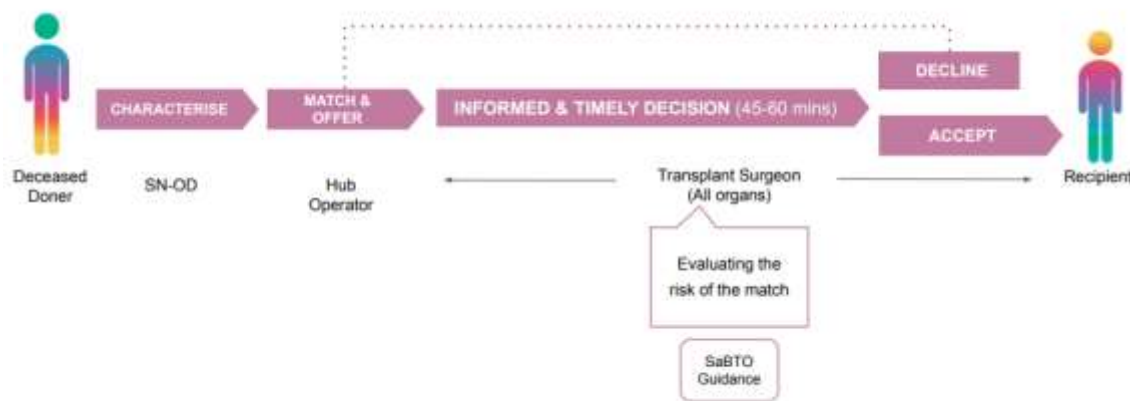 DECLINE
CHARACTERISE
MATCH &
OFFER
INFORMED & TIMELY DECISION (45-60 mins)
ACCEPT
Deceased
Doner
SN-OD
Hub
Operator
Transplant Surgeon
(All organs)
Recipient
Evaluating the
risk of the match
SaBTO
Guidance